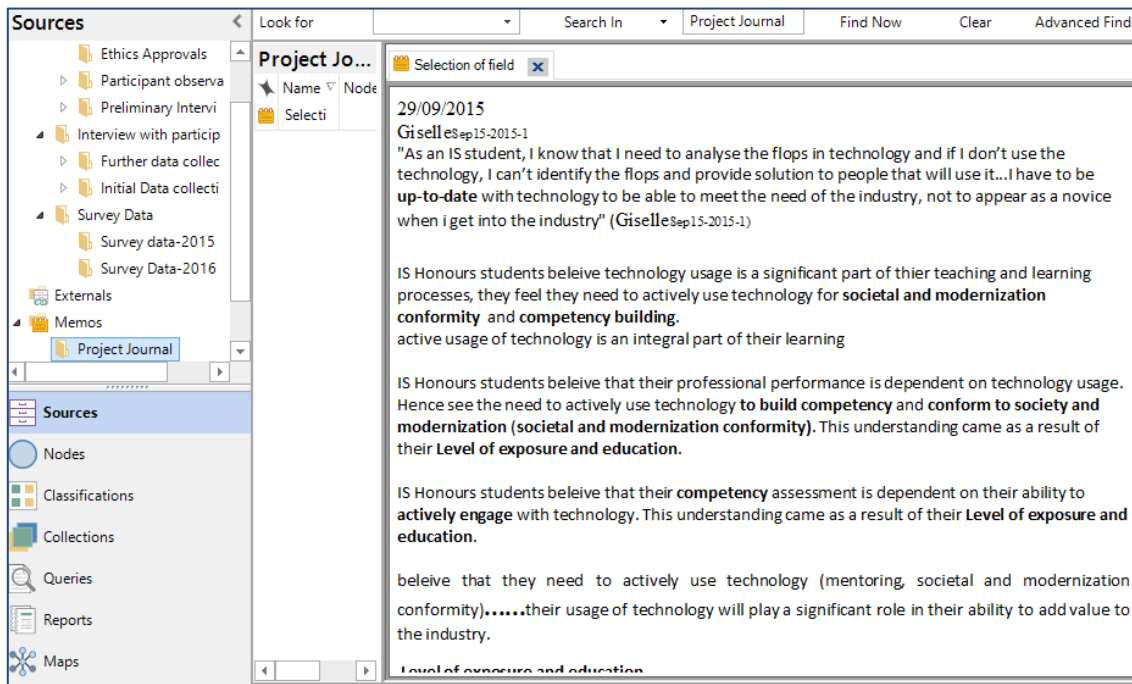 Sources
Look for
Search In
Project Journal
Find Now
Clear
Advanced Find
Ethics Approvals
Participant observa
Preliminary Intervi
Interview with particip
Further data collec
Initial Data collecti
Survey Data
Survey data-2015
Survey Data-2016
Externals
Memos
Project Journal
Sources
Nodes
Classifications
Collections
Queries
Reports
Maps
Project Jo...
Name Node
Selecti
Selection of field
29/09/2015
GiselleSep15-2015-1
"As an IS student, I know that I need to analyse the flops in technology and if I don't use the
technology, I can't identify the flops and provide solution to people that will use it...I have to be
up-to-date with technology to be able to meet the need of the industry, not to appear as a novice
when i get into the industry" (GiselleSep15-2015-1)
IS Honours students beleive technology usage is a significant part of thier teaching and learning
processes, they feel they need to actively use technology for societal and modernization
conformity and competency building.
active usage of technology is an integral part of their learning
IS Honours students beleive that their professional performance is dependent on technology usage.
Hence see the need to actively use technology to build competency and conform to society and
modernization (societal and modernization conformity). This understanding came as a result of
their Level of exposure and education.
IS Honours students beleive that their competency assessment is dependent on their ability to
actively engage with technology. This understanding came as a result of their Level of exposure and
education.
beleive that they need to actively use technology (mentoring, societal and modernization
conformity)......their usage of technology will play a significant role in their ability to add value to
the industry.
Level of exposure and education